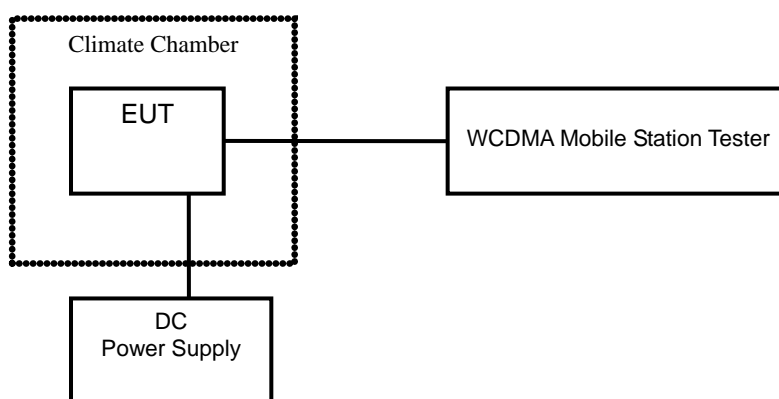 Climate Chamber
EUT
WCDMA Mobile Station Tester
DC
Power Supply